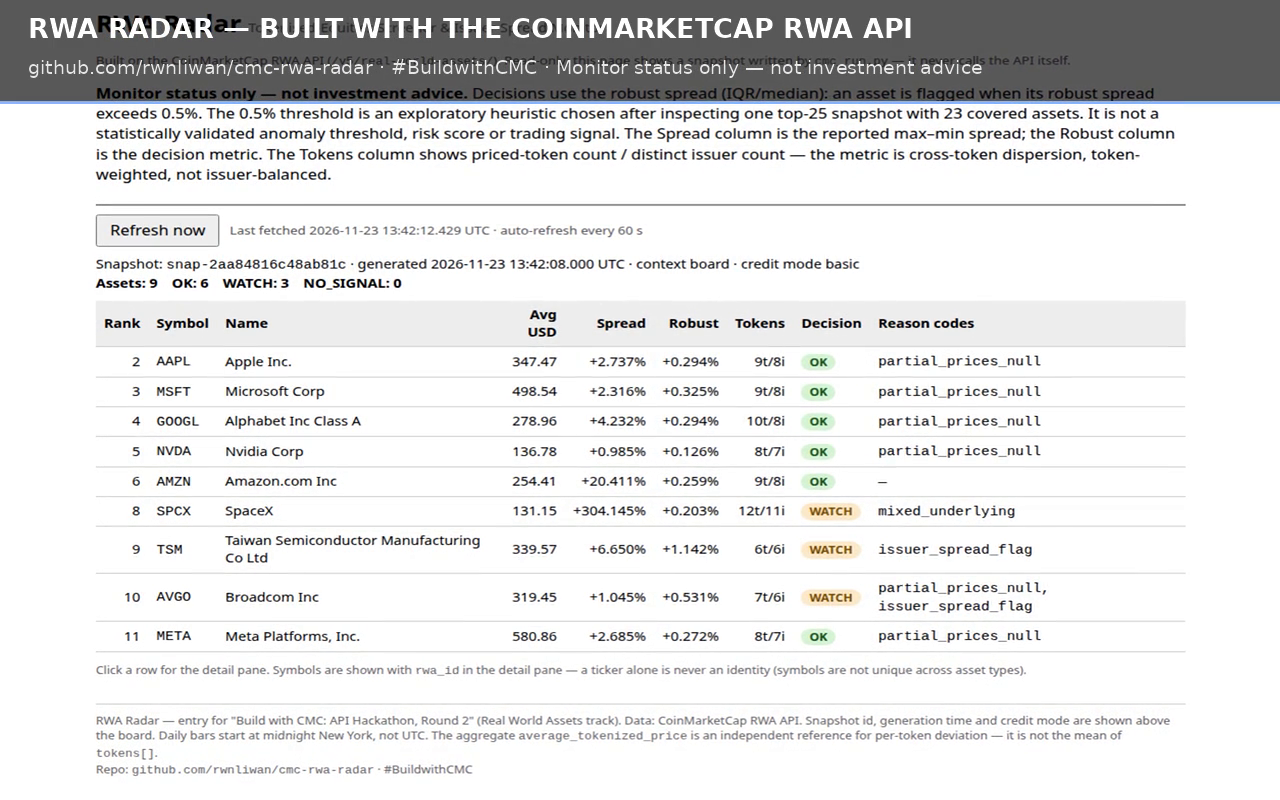 RWA RADAR — BUILT WITH THE COINMARKETCAP RWA API
github.com/rwnliwan/cmc-rwa-radar · #BuildwithCMC · Monitor status only — not investment advice
Monitor status only — not investment advice. Decisions use the robust spread (IQR/median): an asset is flagged when its robust spread
exceeds 0.5%. The 0.5% threshold is an exploratory heuristic chosen after inspecting one top-25 snapshot with 23 covered assets. It is not a
statistically validated anomaly threshold, risk score or trading signal. The Spread column is the reported max–min spread; the Robust column
is the decision metric. The Tokens column shows priced-token count / distinct issuer count — the metric is cross-token dispersion, token-
weighted, not issuer-balanced.
Refresh now Last fetched 2026-11-23 13:42:12.429 UTC · auto-refresh every 60 s
Snapshot: snap-2aa84816c48ab81c · generated 2026-11-23 13:42:08.000 UTC · context board · credit mode basic
Assets: 9 OK: 6 WATCH: 3 NO_SIGNAL: 0
Rank Symbol Name Avg USD Spread Robust Tokens Decision Reason codes
2 AAPL Apple Inc. 347.47 +2.737% +0.294% 9t/8i OK partial_prices_null
3 MSFT Microsoft Corp 498.54 +2.316% +0.325% 9t/8i OK partial_prices_null
4 GOOGL Alphabet Inc Class A 278.96 +4.232% +0.294% 10t/8i OK partial_prices_null
5 NVDA Nvidia Corp 136.78 +0.985% +0.126% 8t/7i OK partial_prices_null
6 AMZN Amazon.com Inc 254.41 +20.411% +0.259% 9t/8i OK —
8 SPCX SpaceX 131.15 +304.145% +0.203% 12t/11i WATCH mixed_underlying
9 TSM Taiwan Semiconductor Manufacturing Co Ltd 339.57 +6.650% +1.142% 6t/6i WATCH issuer_spread_flag
10 AVGO Broadcom Inc 319.45 +1.045% +0.531% 7t/6i WATCH partial_prices_null, issuer_spread_flag
11 META Meta Platforms, Inc. 580.86 +2.685% +0.272% 8t/7i OK partial_prices_null
Click a row for the detail pane. Symbols are shown with rwa_id in the detail pane — a ticker alone is never an identity (symbols are not unique across asset types).
RWA Radar — entry for "Build with CMC: API Hackathon, Round 2" (Real World Assets track). Data: CoinMarketCap RWA API. Snapshot id, generation time and credit mode are shown above
the board. Daily bars start at midnight New York, not UTC. The aggregate average_tokenized_price is an independent reference for per-token deviation — it is not the mean of
tokens[].
Repo: github.com/rwnliwan/cmc-rwa-radar · #BuildwithCMC